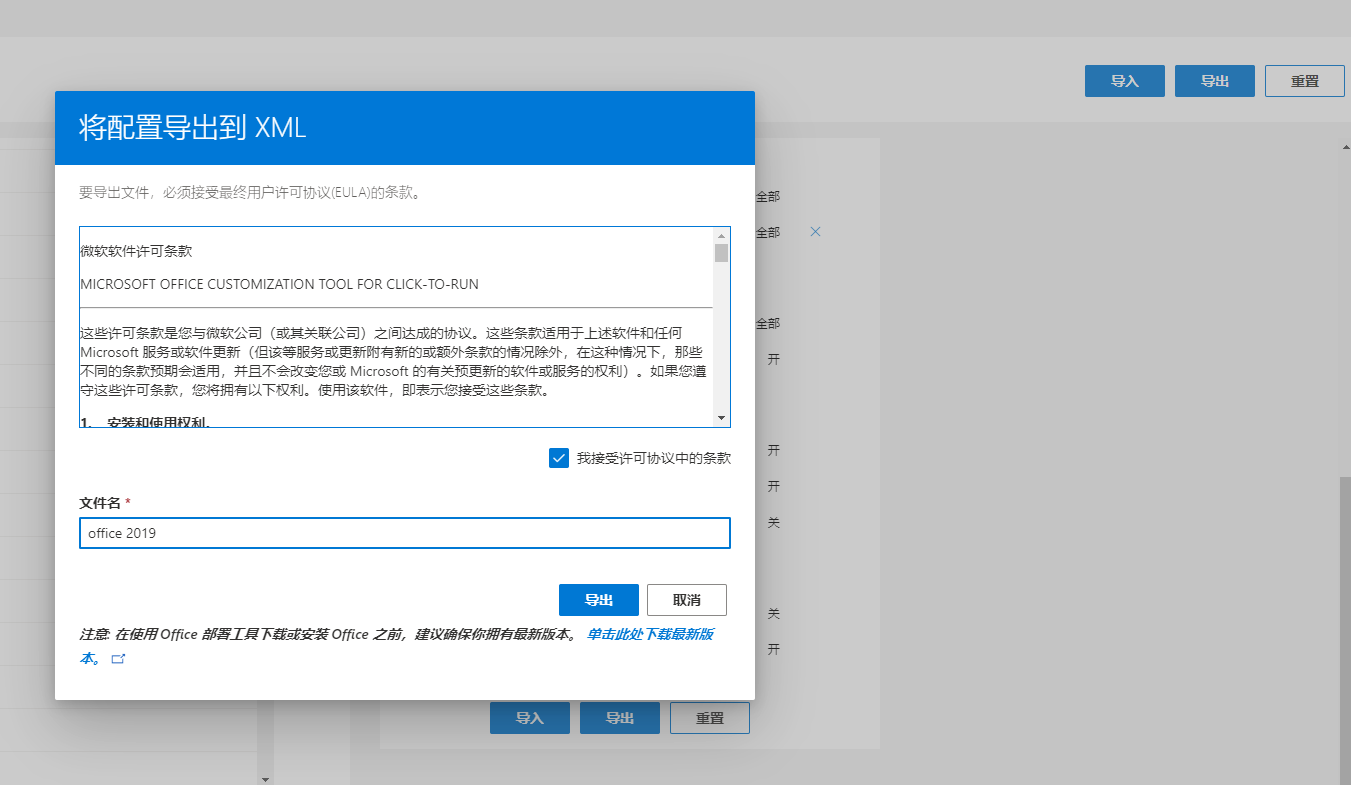 导入 导出 重置
将配置导出到 XML
要导出文件，必须接受最终用户许可协议(EULA)的条款。
全部
微软软件许可条款
全部
MICROSOFT OFFICE CUSTOMIZATION TOOL FOR CLICK-TO-RUN
这些许可条款是您与微软公司（或其关联公司）之间达成的协议。这些条款适用于上述软件和任何
全部
Microsoft 服务或软件更新（但该等服务或更新附有新的或额外条款的情况除外，在这种情况下，那些
开
不同的条款预期会适用，并且不会改变您或 Microsoft 的有关预更新的软件或服务的权利）。如果您遵
守这些许可条款，您将拥有以下权利。使用该软件，即表示您接受这些条款。
1. 安装和使用权利。
开
我接受许可协议中的条款
开
文件名 *
关
office 2019
导出 取消
关
注意: 在使用 Office 部署工具下载或安装 Office 之前，建议确保你拥有最新版本。 单击此处下载最新版
开
本。
导入 导出 重置